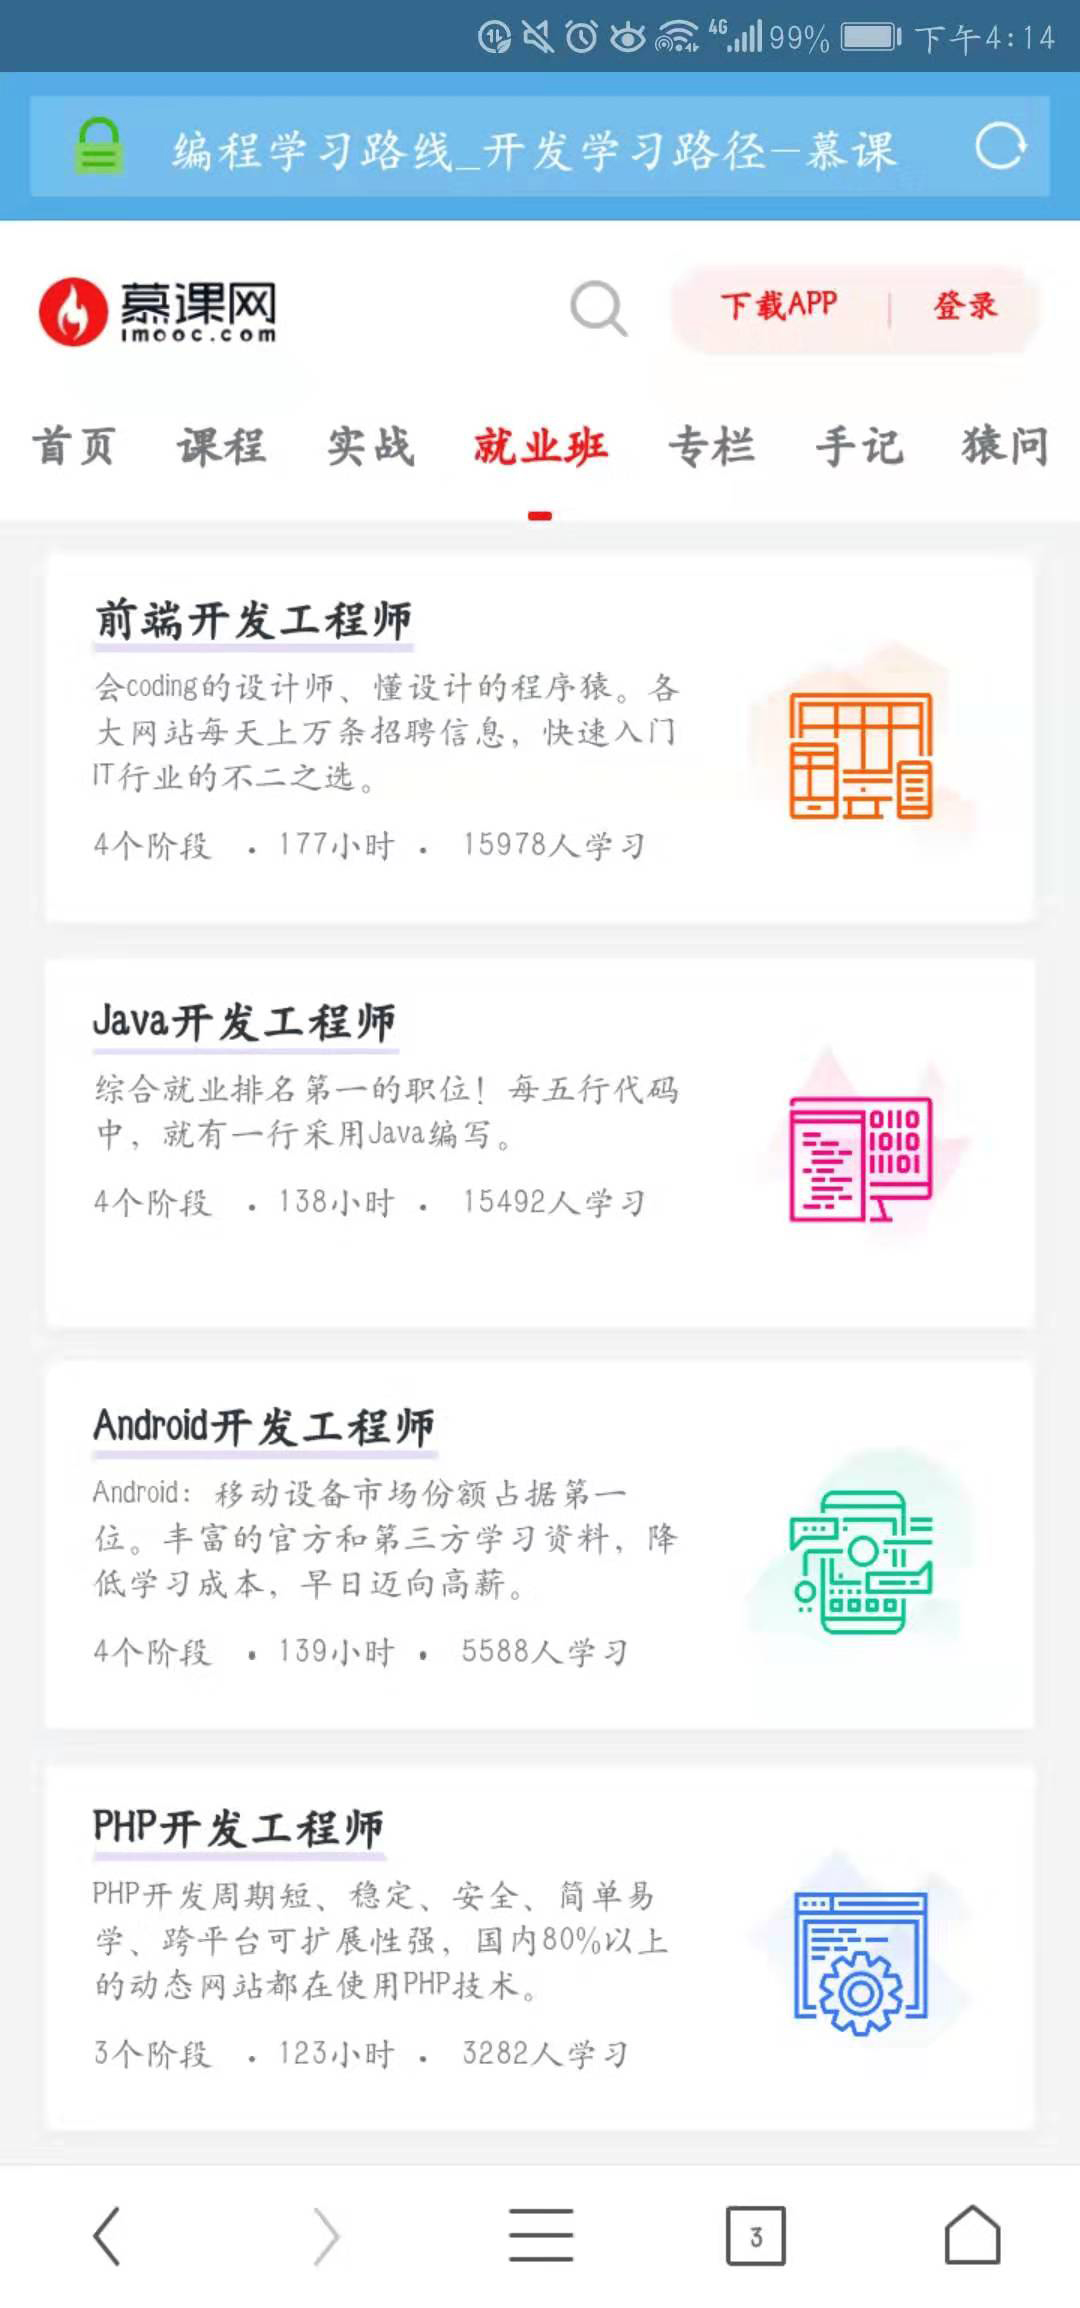 4G 99% 下午4:14
编程学习路线_开发学习路径-慕课
慕课网
imooc.com
下载APP | 登录
首页 课程 实战 就业班 专栏 手记 猿问
前端开发工程师
会coding的设计师、懂设计的程序猿。各
大网站每天上万条招聘信息，快速入门
IT行业的不二之选。
4个阶段 · 177小时 · 15978人学习
Java开发工程师
综合就业排名第一的职位！每五行代码
中，就有一行采用Java编写。
0110
1010
11101
4个阶段 · 138小时 · 15492人学习
Android开发工程师
Android：移动设备市场份额占据第一
位。丰富的官方和第三方学习资料，降
低学习成本，早日迈向高薪。
4个阶段 · 139小时 · 5588人学习
PHP开发工程师
PHP开发周期短、稳定、安全、简单易
学、跨平台可扩展性强，国内80%以上
的动态网站都在使用PHP技术。
3个阶段 · 123小时 · 3282人学习
3